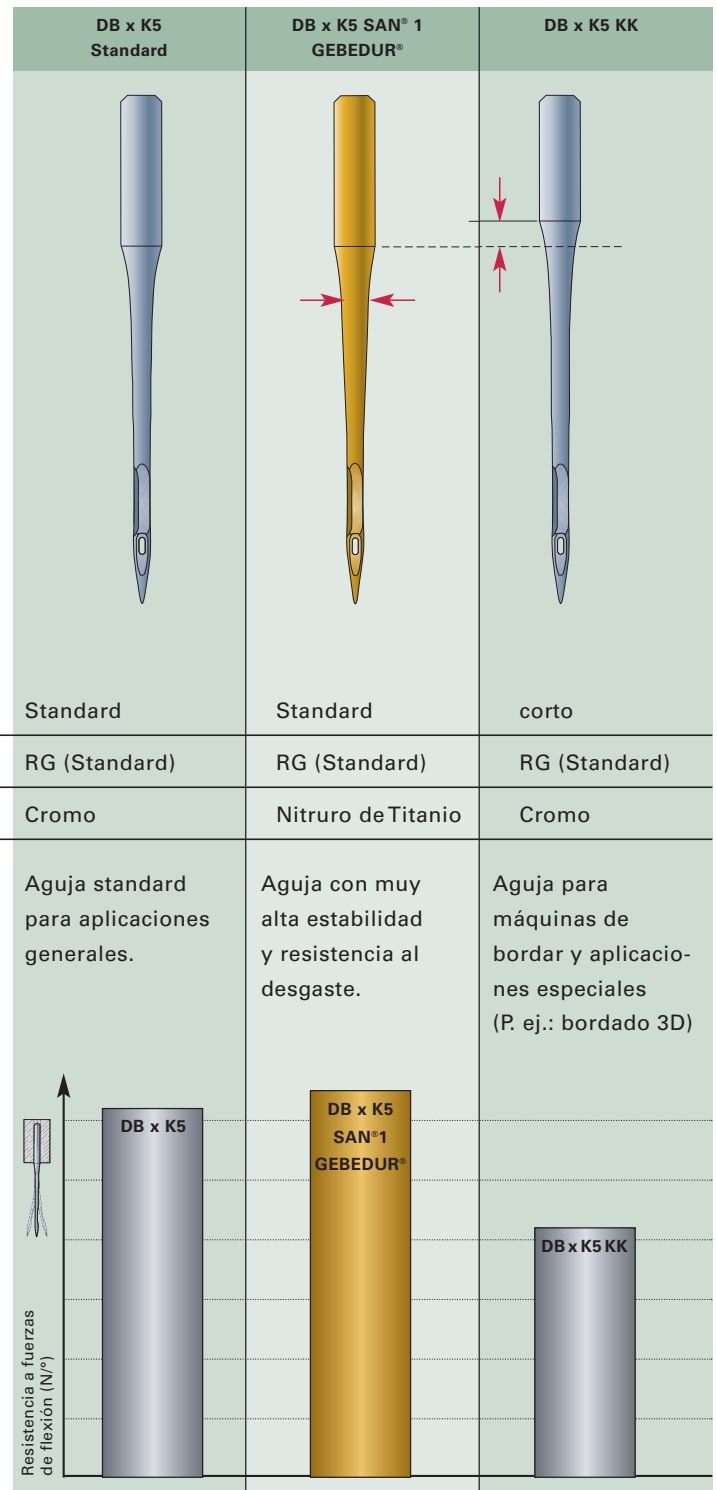 DB x K5
Standard
DB x K5 SAN® 1
GEBEDUR®
DB x K5 KK
Standard
Standard
corto
RG (Standard)
RG (Standard)
RG (Standard)
Cromo
Nitruro de Titanio
Cromo
Aguja standard
para aplicaciones
generales.
Aguja con muy
alta estabilidad
y resistencia al
desgaste.
Aguja para
máquinas de
bordar y aplicacio-
nes especiales
(P. ej.: bordado 3D)
Resistencia a fuerzas
de flexión (N/°)
DB x K5
DB x K5
SAN®1
GEBEDUR®
DB x K5 KK